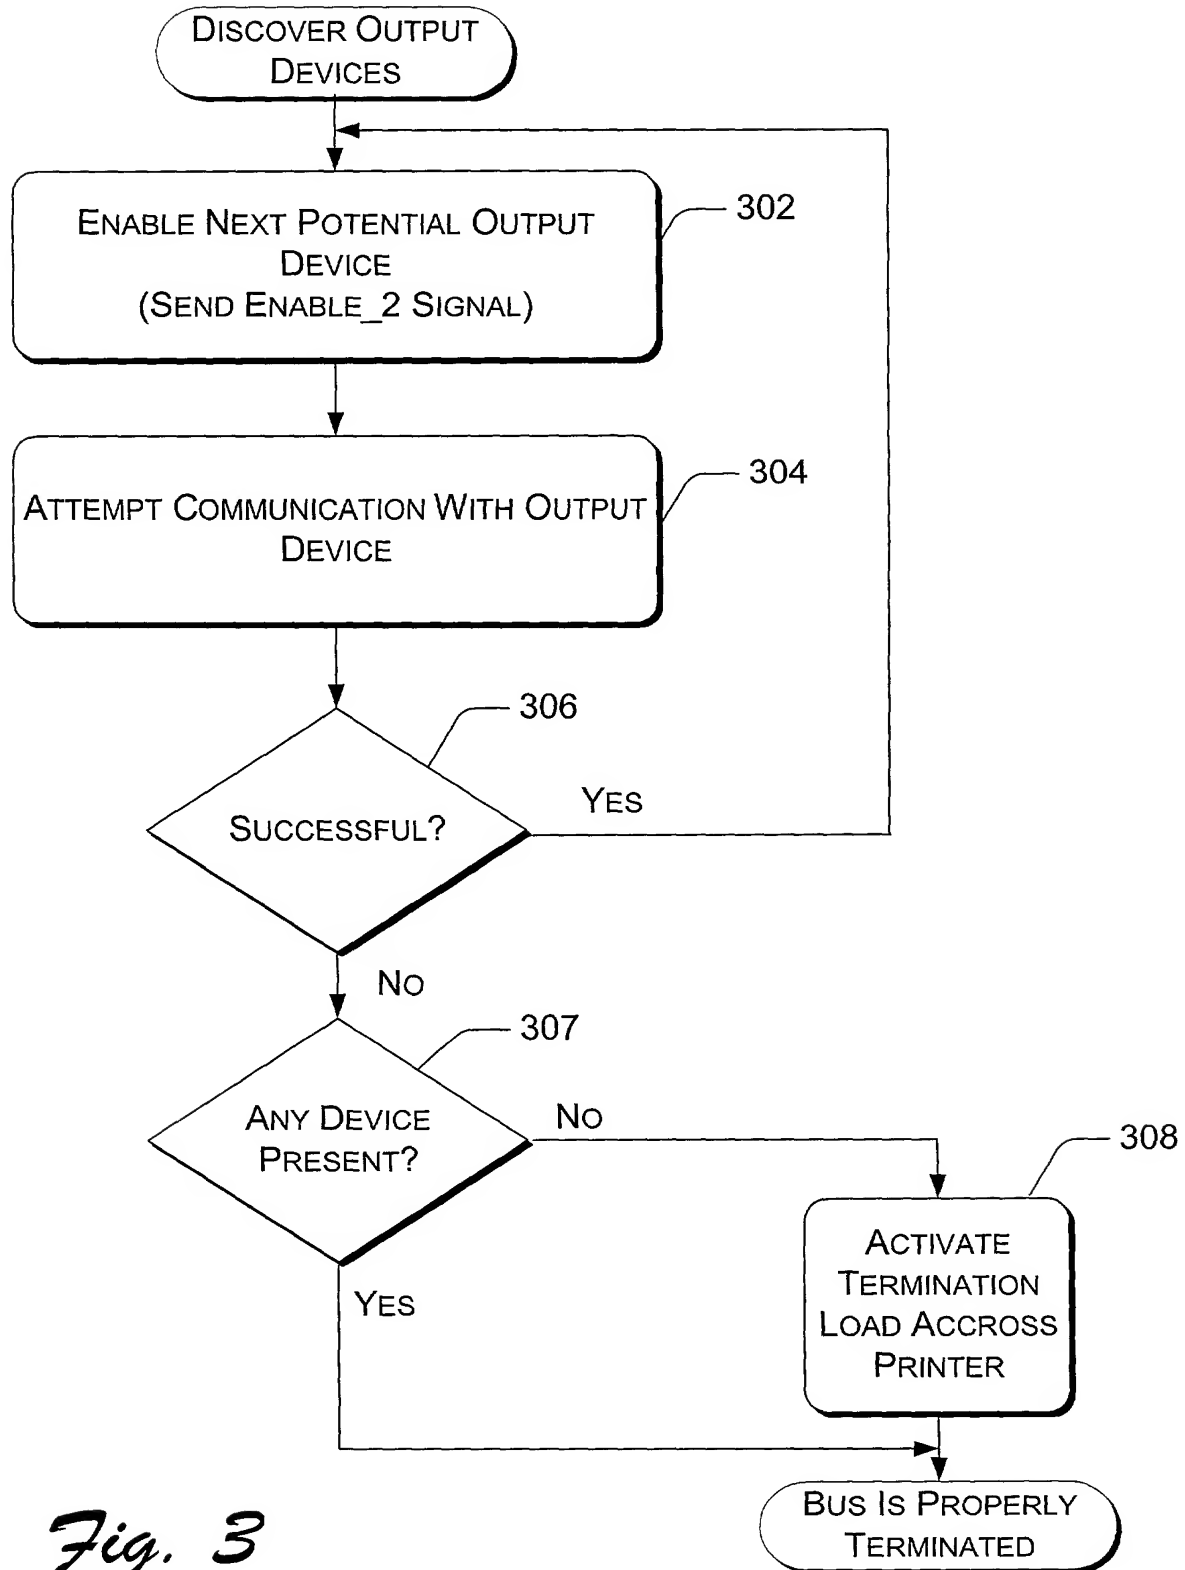 DISCOVER OUTPUT
DEVICES
ENABLE NEXT POTENTIAL OUTPUT
DEVICE
(SEND ENABLE_2 SIGNAL)
302
ATTEMPT COMMUNICATION WITH OUTPUT
DEVICE
304
306
SUCCESSFUL?
YES
NO
307
ANY DEVICE
PRESENT?
NO
YES
308
ACTIVATE
TERMINATION
LOAD ACCROSS
PRINTER
BUS IS PROPERLY
TERMINATED
Fig. 3